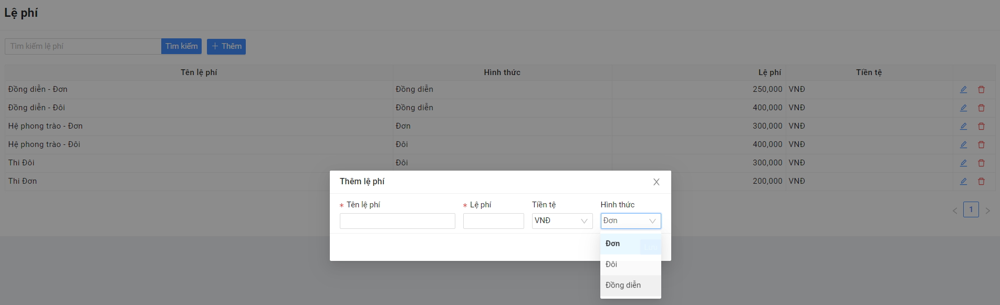 Lệ phí
Tìm kiếm lệ phí Tìm kiếm + Thêm
Tên lệ phí Hình thức Lệ phí Tiền tệ
Đồng diễn - Đơn Đồng diễn 250,000 VNĐ
Đồng diễn - Đôi Đồng diễn 400,000 VNĐ
Hệ phong trào - Đơn Đơn 300,000 VNĐ
Hệ phong trào - Đôi Đôi 400,000 VNĐ
Thi Đôi Đôi 300,000 VNĐ
Thi Đơn 200,000 VNĐ
1
Thêm lệ phí X
* Tên lệ phí * Lệ phí Tiền tệ Hình thức
VNĐ Đơn
Đơn
Đôi
Đồng diễn